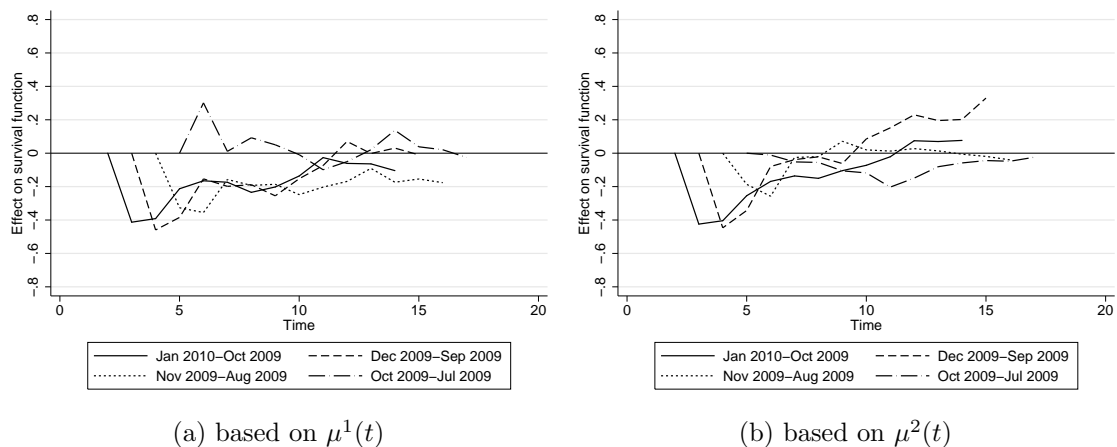 Effect on survival function
.8
.6
.4
.2
0
-.2
-.4
-.6
-.8
0 5 10 15 20
Time
Jan 2010–Oct 2009 Dec 2009–Sep 2009
Nov 2009–Aug 2009 Oct 2009–Jul 2009
(a) based on μ¹(t)
Effect on survival function
.8
.6
.4
.2
0
-.2
-.4
-.6
-.8
0 5 10 15 20
Time
Jan 2010–Oct 2009 Dec 2009–Sep 2009
Nov 2009–Aug 2009 Oct 2009–Jul 2009
(b) based on μ²(t)